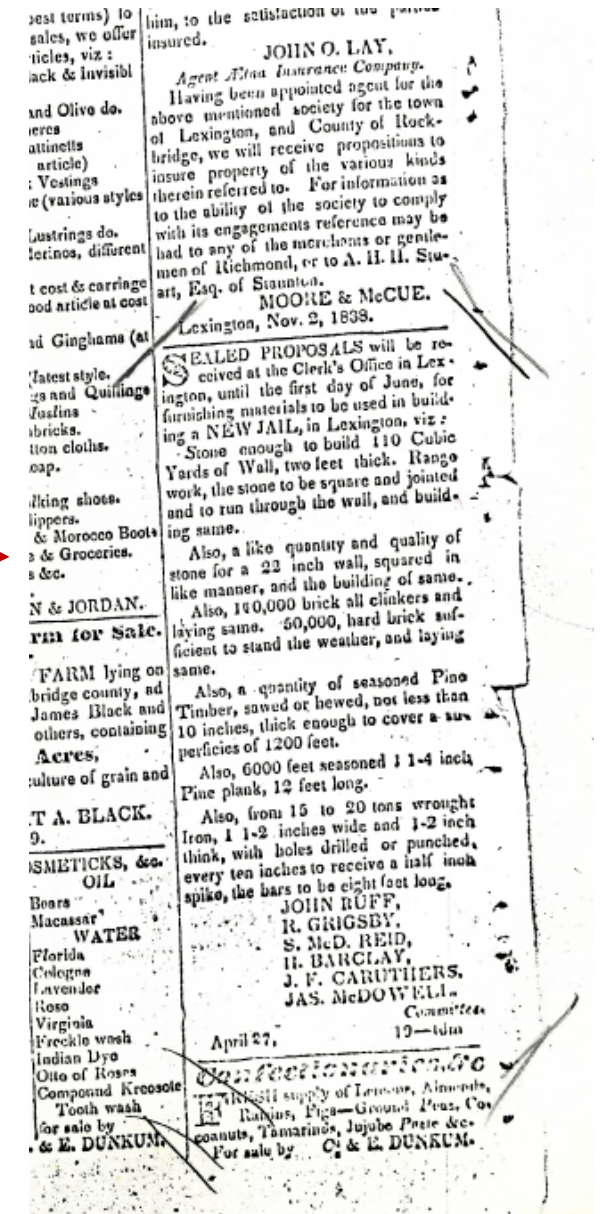 best terms) to
sales, we offer
rticles, viz :
lack & Invisibl
and Olive do.
meres
attinetts
article)
Vestings
e (various styles
Lustrings do.
Merinos, different
t cost & carriage
ood article at cost
nd Ginghams (at
latest style.
gs and Quillings
Muslins
mbricks.
tton cloths.
oap.
lking shoes.
lippers.
& Morocco Boots
s & Groceries.
s &c.
N & JORDAN.
rm for Sale.
FARM lying on
bridge county, ad
James Black and
others, containing
Acres,
culture of grain and
T A. BLACK.
9.
OSMETICKS, &c.
OIL
Bears
Macassar
WATER
Florida
Cologne
Lavender
Rose
Virginia
Freckle wash
Indian Dye
Otto of Roses
Compound Kreosote
Tooth wash
for sale by
. & E. DUNKUM.
him, to the satisfaction of the parties
insured.
JOHN O. LAY,
Agent Ætna Insurance Company.
Having been appointed agent for the
above mentioned society for the town
of Lexington, and County of Rock-
bridge, we will receive propositions to
insure property of the various kinds
therein referred to. For information as
to the ability of the society to comply
with its engagements reference may be
had to any of the merchants or gentle-
men of Richmond, or to A. H. H. Stu-
art, Esq. of Staunton.
MOORE & McCUE.
Lexington, Nov. 2, 1838.
SEALED PROPOSALS will be re-
ceived at the Clerk's Office in Lex-
ington, until the first day of June, for
furnishing materials to be used in build-
ing a NEW JAIL, in Lexington, viz :
Stone enough to build 110 Cubic
Yards of Wall, two feet thick. Range
work, the stone to be square and jointed
and to run through the wall, and build-
ing same.
Also, a like quantity and quality of
stone for a 22 inch wall, squared in
like manner, and the building of same.
Also, 140,000 brick all clinkers and
laying same. 50,000, hard brick suf-
ficient to stand the weather, and laying
same.
Also, a quantity of seasoned Pine
Timber, sawed or hewed, not less than
10 inches, thick enough to cover a su-
perficies of 1200 feet.
Also, 6000 feet seasoned 1 1-4 inch
Pine plank, 12 feet long.
Also, from 15 to 20 tons wrought
Iron, 1 1-2 inches wide and 1-2 inch
think, with holes drilled or punched,
every ten inches to receive a half inch
spike, the bars to be eight feet long.
JOHN RUFF,
R. GRIGSBY,
S. McD. REID,
H. BARCLAY,
J. F. CARUTHERS.
JAS. McDOWELL.
Committee.
April 27, 19—tdm
Confectionaries, &c
FRESH supply of Lemons, Almonds,
Raisins, Figs—Ground Peas, Co-
coanuts, Tamarinds, Jujube Paste &c.
For sale by C. & E. DUNKUM.